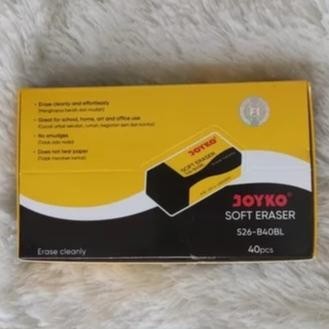 • Erase cleanly and effortlessly
(Menghapus bersih dan mudah)
• Great for school, home, art and office use
(Cocok untuk sekolah, rumah, kegiatan seni dan kantor)
• No smudges
(Tidak ada noda)
• Does not tear paper
(Tidak merobek kertas)
JOYKO
SOFT ERASER
JOYKO®
SOFT ERASER
526-B40BL
40pcs
Erase cleanly